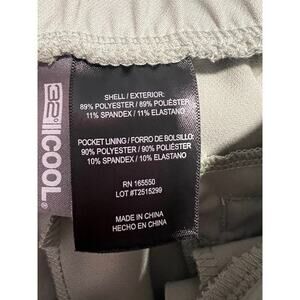 32° COOL®
SHELL / EXTERIOR:
89% POLYESTER / 89% POLIÉSTER
11% SPANDEX / 11% ELASTANO
POCKET LINING / FORRO DE BOLSILLO:
90% POLYESTER / 90% POLIÉSTER
10% SPANDEX / 10% ELASTANO
RN 165550
LOT #T2515299
MADE IN CHINA
HECHO EN CHINA